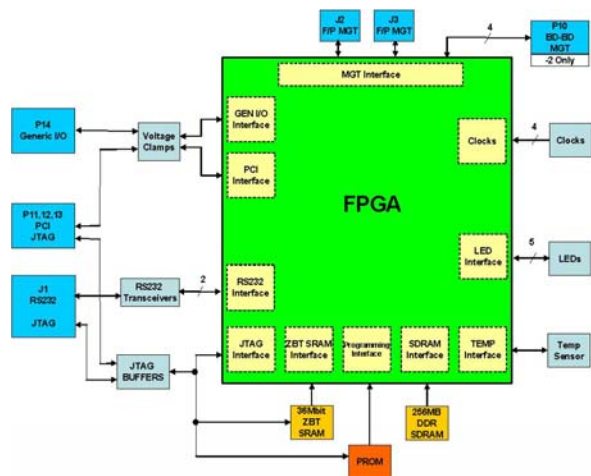 J2
F/P MGT
J3
F/P MGT
4
P10
BD-BD
MGT
-2 Only
MGT Interface
P14
Generic I/O
Voltage
Clamps
GEN I/O
Interface
PCI
Interface
Clocks
4
Clocks
FPGA
P11,12,13
PCI
JTAG
LED
Interface
5
LEDs
J1
RS232
JTAG
RS232
Transceivers
2
RS232
Interface
JTAG
BUFFERS
JTAG
Interface
ZBT SRAM
Interface
Programming
Interface
SDRAM
Interface
TEMP
Interface
Temp
Sensor
36Mbit
ZBT
SRAM
256MB
DDR
SDRAM
PROM